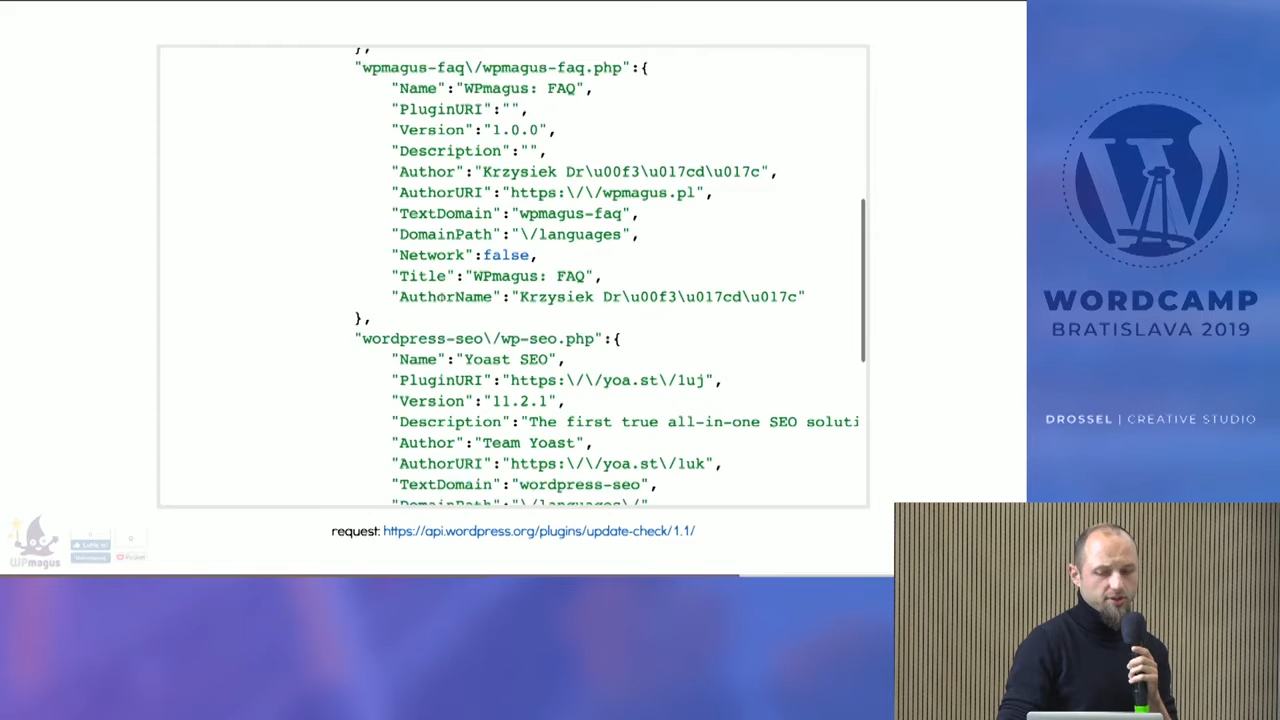 },
"wpmagus-faq\/wpmagus-faq.php":{
"Name":"WPmagus: FAQ",
"PluginURI":"",
"Version":"1.0.0",
"Description":"",
"Author":"Krzysiek Dr\u00f3\u017cd\u017c",
"AuthorURI":"https:\/\/wpmagus.pl",
"TextDomain":"wpmagus-faq",
"DomainPath":"\/languages",
"Network":false,
"Title":"WPmagus: FAQ",
"AuthorName":"Krzysiek Dr\u00f3\u017cd\u017c"
},
"wordpress-seo\/wp-seo.php":{
"Name":"Yoast SEO",
"PluginURI":"https:\/\/yoa.st\/1uj",
"Version":"11.2.1",
"Description":"The first true all-in-one SEO soluti
"Author":"Team Yoast",
"AuthorURI":"https:\/\/yoa.st\/1uk",
"TextDomain":"wordpress-seo",
"DomainPath":"\/languages\/"
request: https://api.wordpress.org/plugins/update-check/1.1/
WPmagus
WORDCAMP
BRATISLAVA 2019
DROSSEL | CREATIVE STUDIO